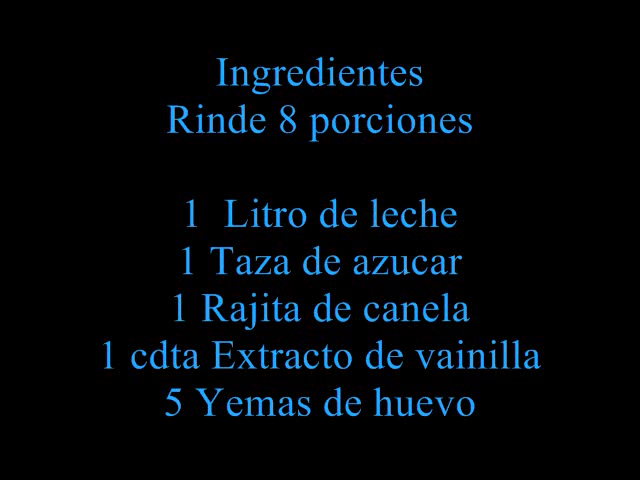 Ingredientes
Rinde 8 porciones
1 Litro de leche
1 Taza de azucar
1 Rajita de canela
1 cdta Extracto de vainilla
5 Yemas de huevo